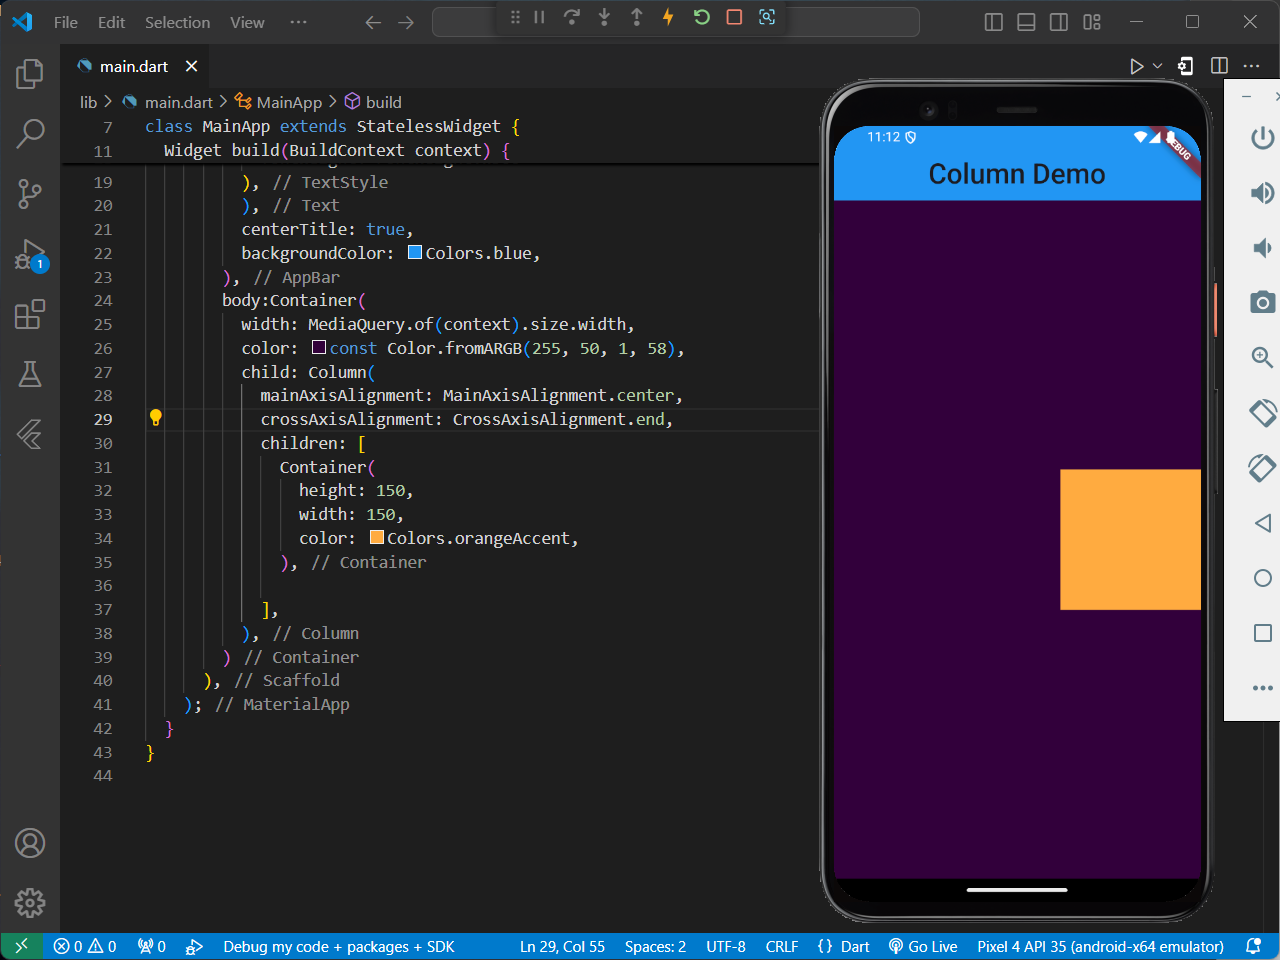 File Edit Selection View ···
main.dart
lib > main.dart > MainApp > build
7 class MainApp extends StatelessWidget {
11 Widget build(BuildContext context) {
19 ), // TextStyle
20 ), // Text
21 centerTitle: true,
22 backgroundColor: Colors.blue,
23 ), // AppBar
24 body:Container(
25 width: MediaQuery.of(context).size.width,
26 color: const Color.fromARGB(255, 50, 1, 58),
27 child: Column(
28 mainAxisAlignment: MainAxisAlignment.center,
29 crossAxisAlignment: CrossAxisAlignment.end,
30 children: [
31 Container(
32 height: 150,
33 width: 150,
34 color: Colors.orangeAccent,
35 ), // Container
36
37 ],
38 ), // Column
39 ) // Container
40 ), // Scaffold
41 ); // MaterialApp
42 }
43 }
44
1
11:12
DEBUG
Column Demo
0 0 0 Debug my code + packages + SDK Ln 29, Col 55 Spaces: 2 UTF-8 CRLF {} Dart Go Live Pixel 4 API 35 (android-x64 emulator)